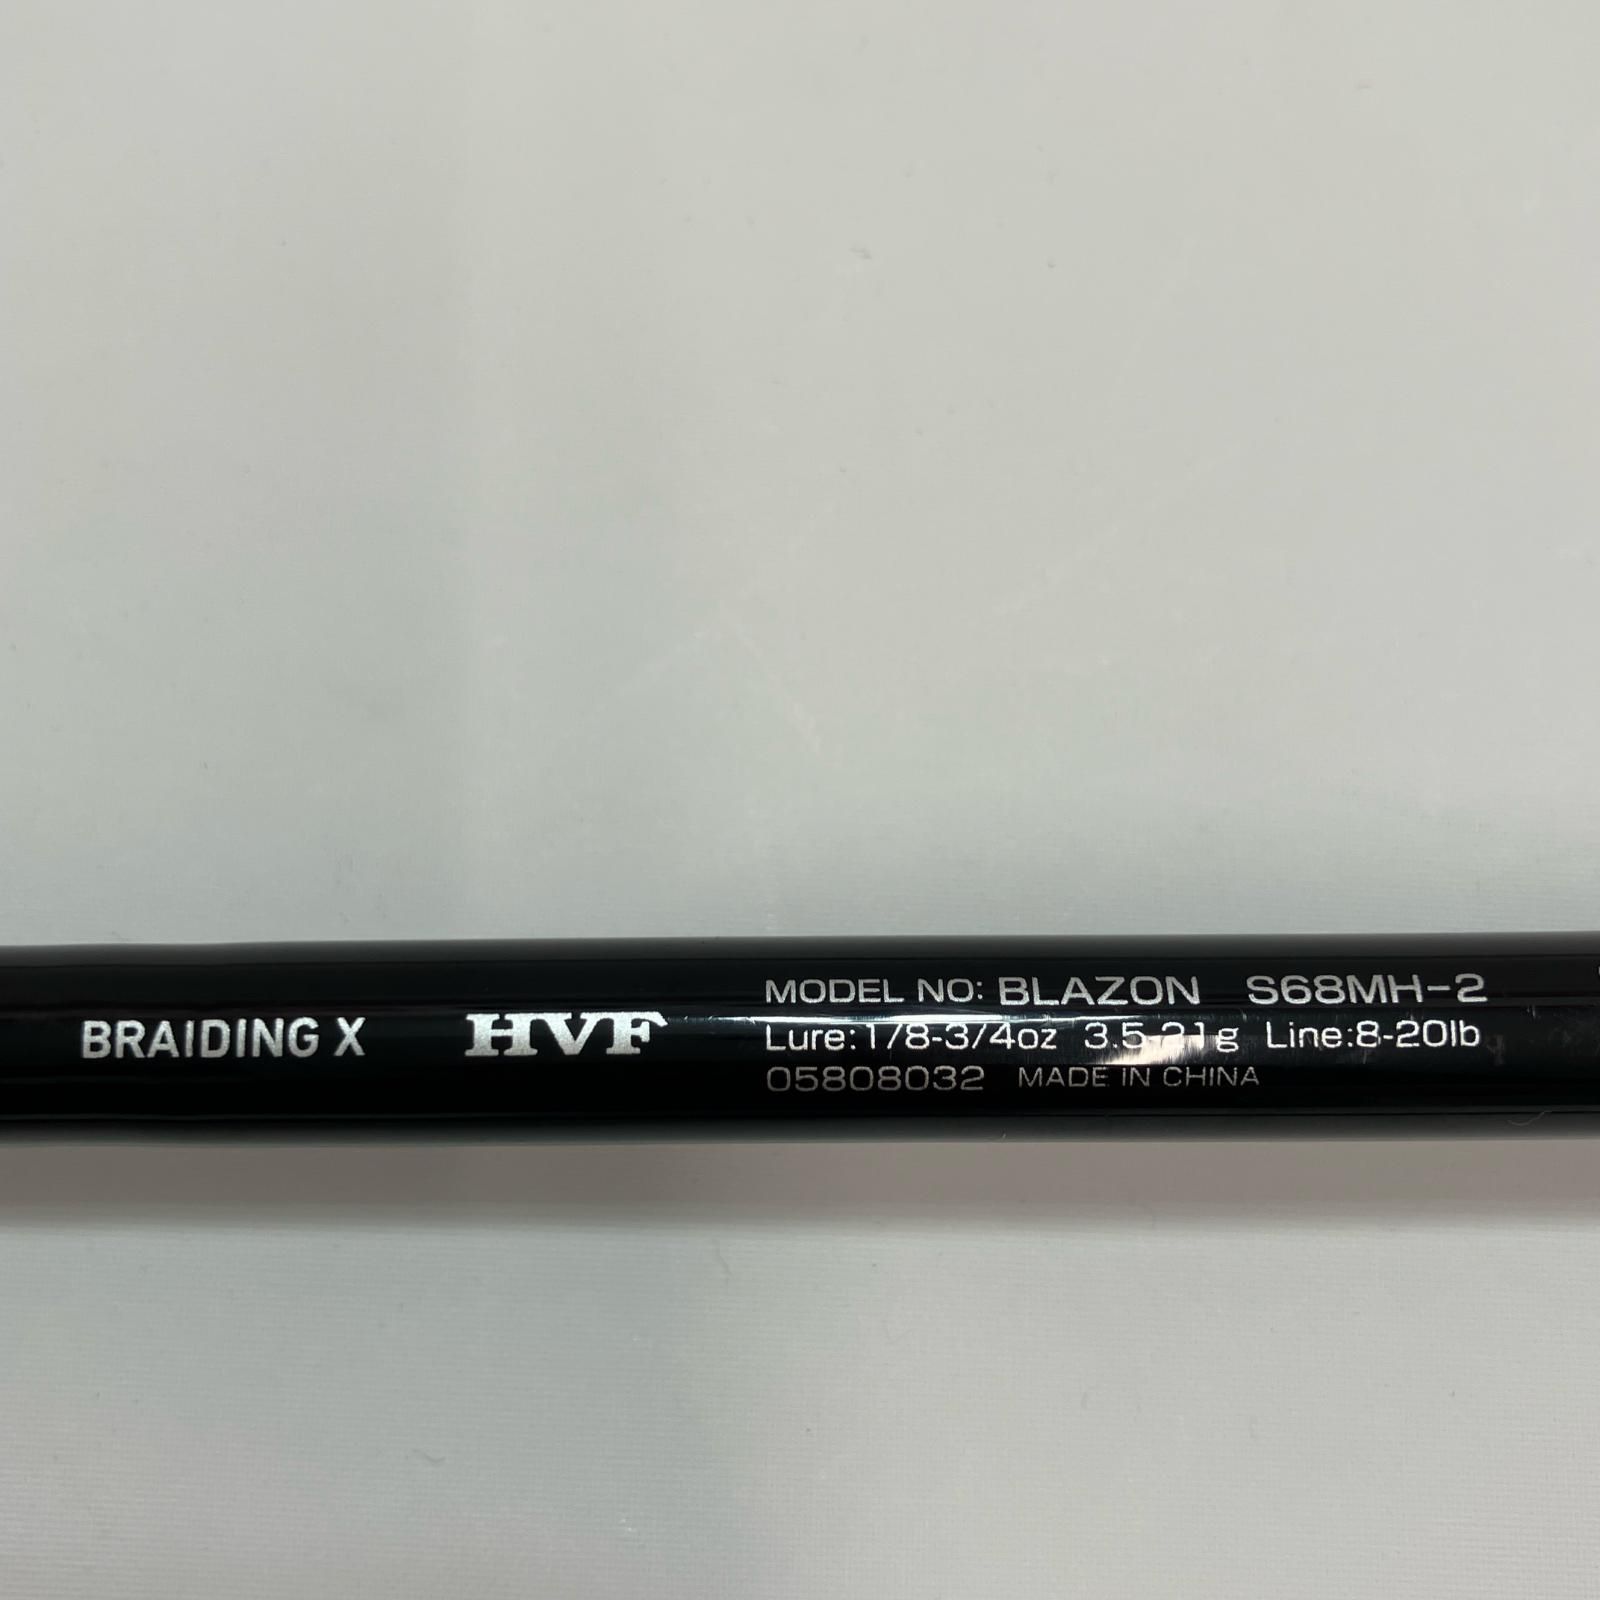 BRAIDING X HVF
MODEL NO: BLAZON S68MH-2
Lure:1/8-3/4oz 3.5-21g Line:8-20lb
05808032 MADE IN CHINA